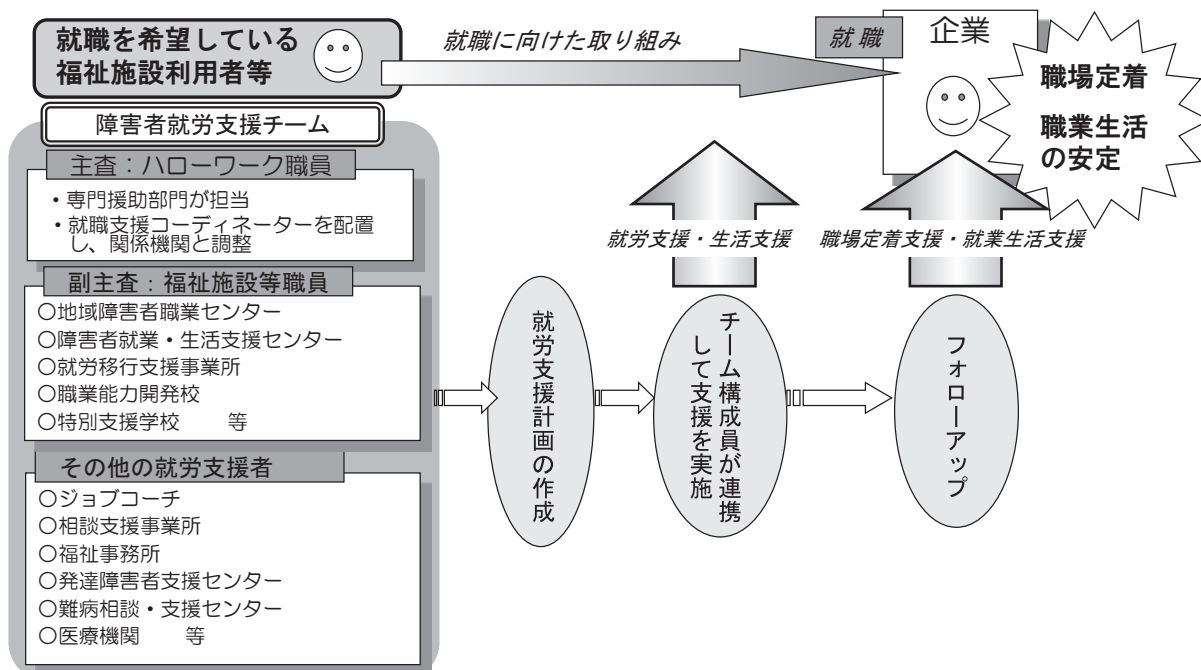 就職を希望している
福祉施設利用者等
就職に向けた取り組み
就職
企業
職場定着
職業生活
の安定
障害者就労支援チーム
主査：ハローワーク職員
・専門援助部門が担当
・就職支援コーディネーターを配置
し、関係機関と調整
副主査：福祉施設等職員
○地域障害者職業センター
○障害者就業・生活支援センター
○就労移行支援事業所
○職業能力開発校
○特別支援学校　　等
その他の就労支援者
○ジョブコーチ
○相談支援事業所
○福祉事務所
○発達障害者支援センター
○難病相談・支援センター
○医療機関　　等
就労支援計画の作成
就労支援・生活支援
チーム構成員が連携
して支援を実施
職場定着支援・就業生活支援
フォローアップ